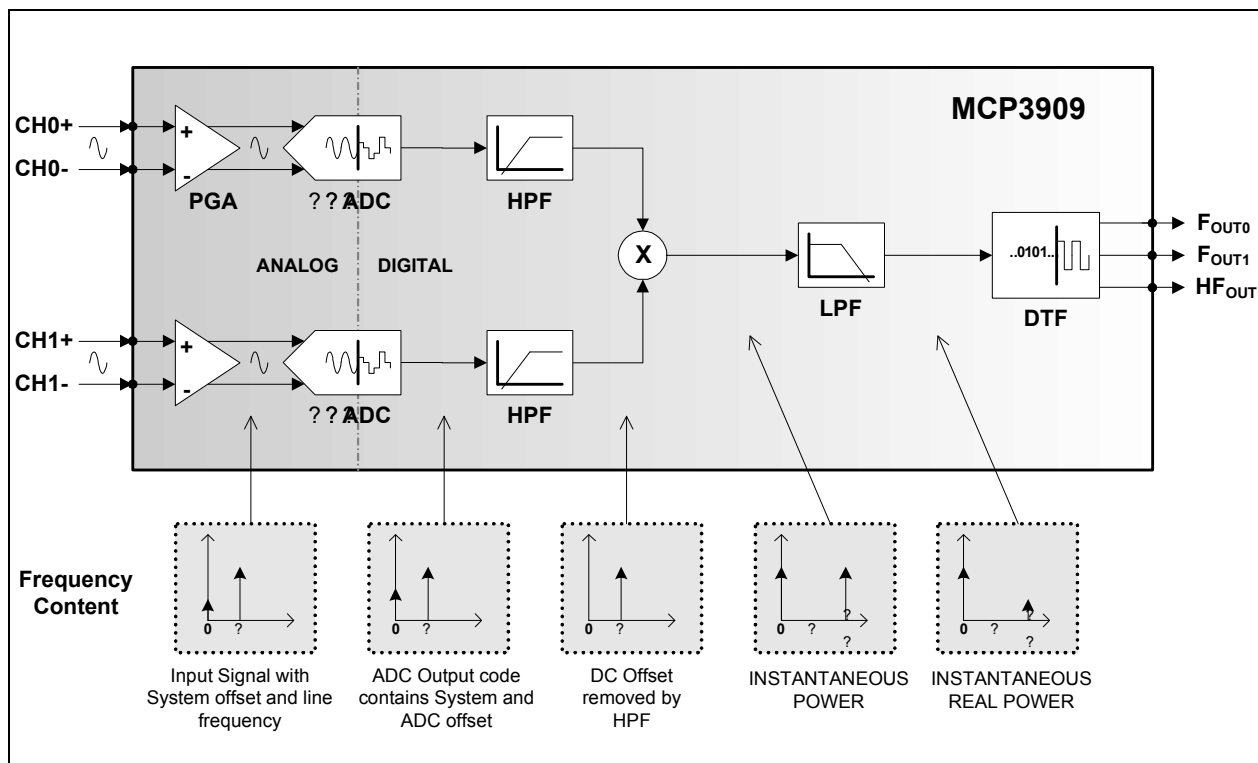 MCP3909
CH0+
CH0-
+
-
PGA
? ? ? ADC
HPF
ANALOG
DIGITAL
X
LPF
..0101..
DTF
FOUT0
FOUT1
HFOUT
CH1+
CH1-
+
-
? ? ? ADC
HPF
Frequency
Content
0
?
0
?
0
?
0
?
?
?
0
?
?
?
Input Signal with
System offset and line
frequency
ADC Output code
contains System and
ADC offset
DC Offset
removed by
HPF
INSTANTANEOUS
POWER
INSTANTANEOUS
REAL POWER